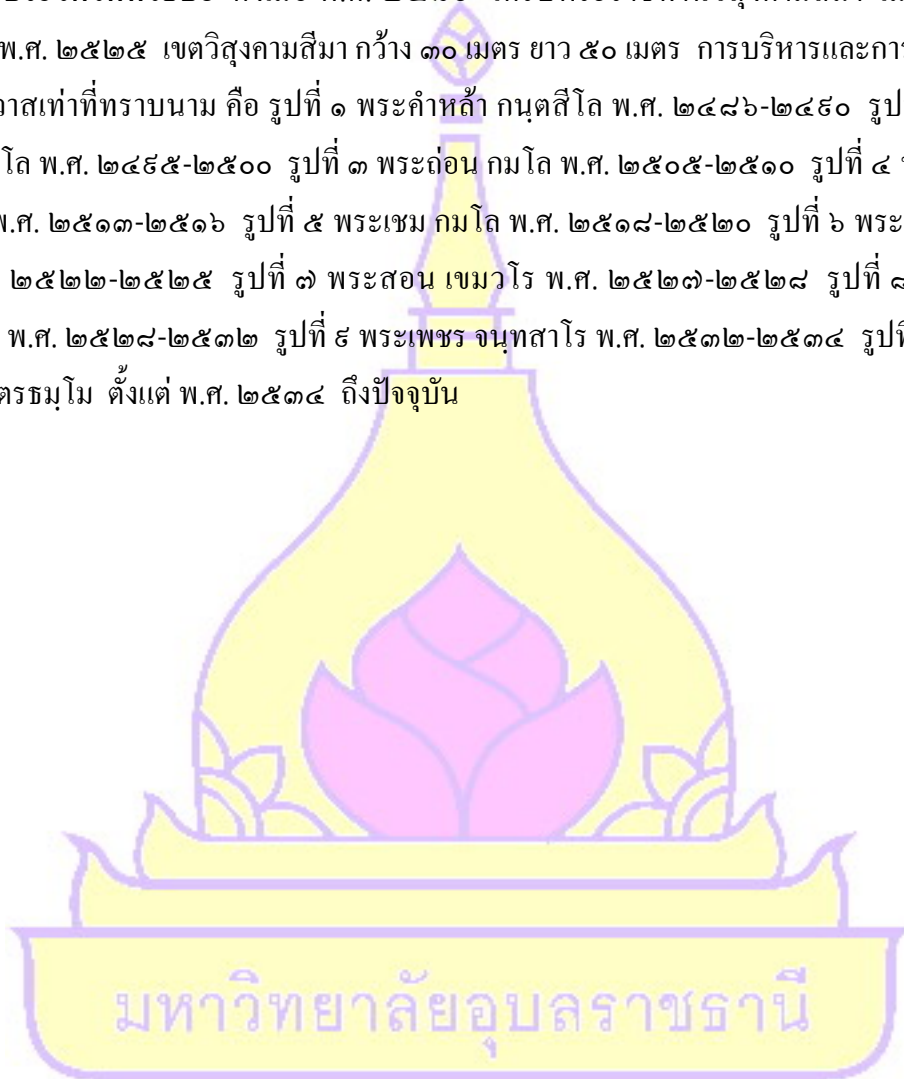 พ.ศ. ๒๕๒๕ เขตวิสุงคามสีมา กว้าง ๓๐ เมตร ยาว ๕๐ เมตร การบริหารและการ
วาสเท่าที่ทราบนาม คือ รูปที่ ๑ พระคำหล้า กนฺตสีโล พ.ศ. ๒๔๘๖-๒๔๙๐ รูป
โล พ.ศ. ๒๔๙๕-๒๕๐๐ รูปที่ ๓ พระถ่อน กมโล พ.ศ. ๒๕๐๕-๒๕๑๐ รูปที่ ๔
พ.ศ. ๒๕๑๓-๒๕๑๖ รูปที่ ๕ พระเชม กมโล พ.ศ. ๒๕๑๘-๒๕๒๐ รูปที่ ๖ พระ
๒๕๒๒-๒๕๒๕ รูปที่ ๗ พระสอน เขมวโร พ.ศ. ๒๕๒๗-๒๕๒๘ รูปที่ ๘
พ.ศ. ๒๕๒๘-๒๕๓๒ รูปที่ ๙ พระเพชร จนฺทสาโร พ.ศ. ๒๕๓๒-๒๕๓๔ รูปที่
ตรธมฺโม ตั้งแต่ พ.ศ. ๒๕๓๔ ถึงปัจจุบัน
มหาวิทยาลัยอุบลราชธานี